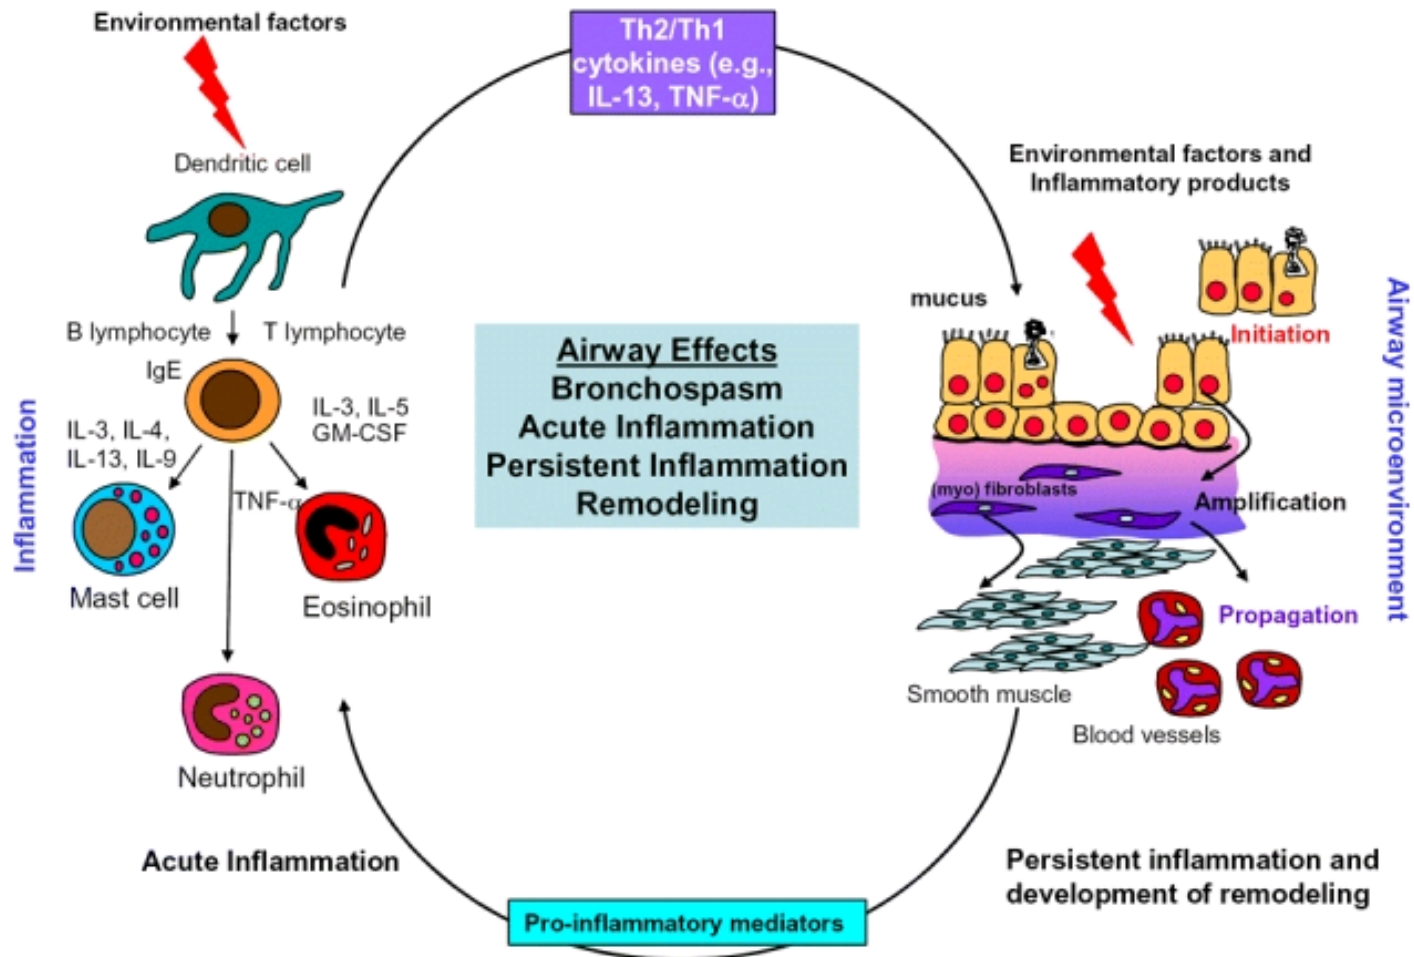 Environmental factors
Dendritic cell
B lymphocyte
T lymphocyte
IgE
IL-3, IL-5
GM-CSF
IL-3, IL-4,
IL-13, IL-9
TNF-α
Mast cell
Eosinophil
Neutrophil
Inflammation
Acute Inflammation
Th2/Th1
cytokines (e.g.,
IL-13, TNF-α)
Airway Effects
Bronchospasm
Acute Inflammation
Persistent Inflammation
Remodeling
Pro-inflammatory mediators
Environmental factors and
Inflammatory products
mucus
Initiation
(myo) fibroblasts
Amplification
Propagation
Smooth muscle
Blood vessels
Airway microenvironment
Persistent inflammation and
development of remodeling